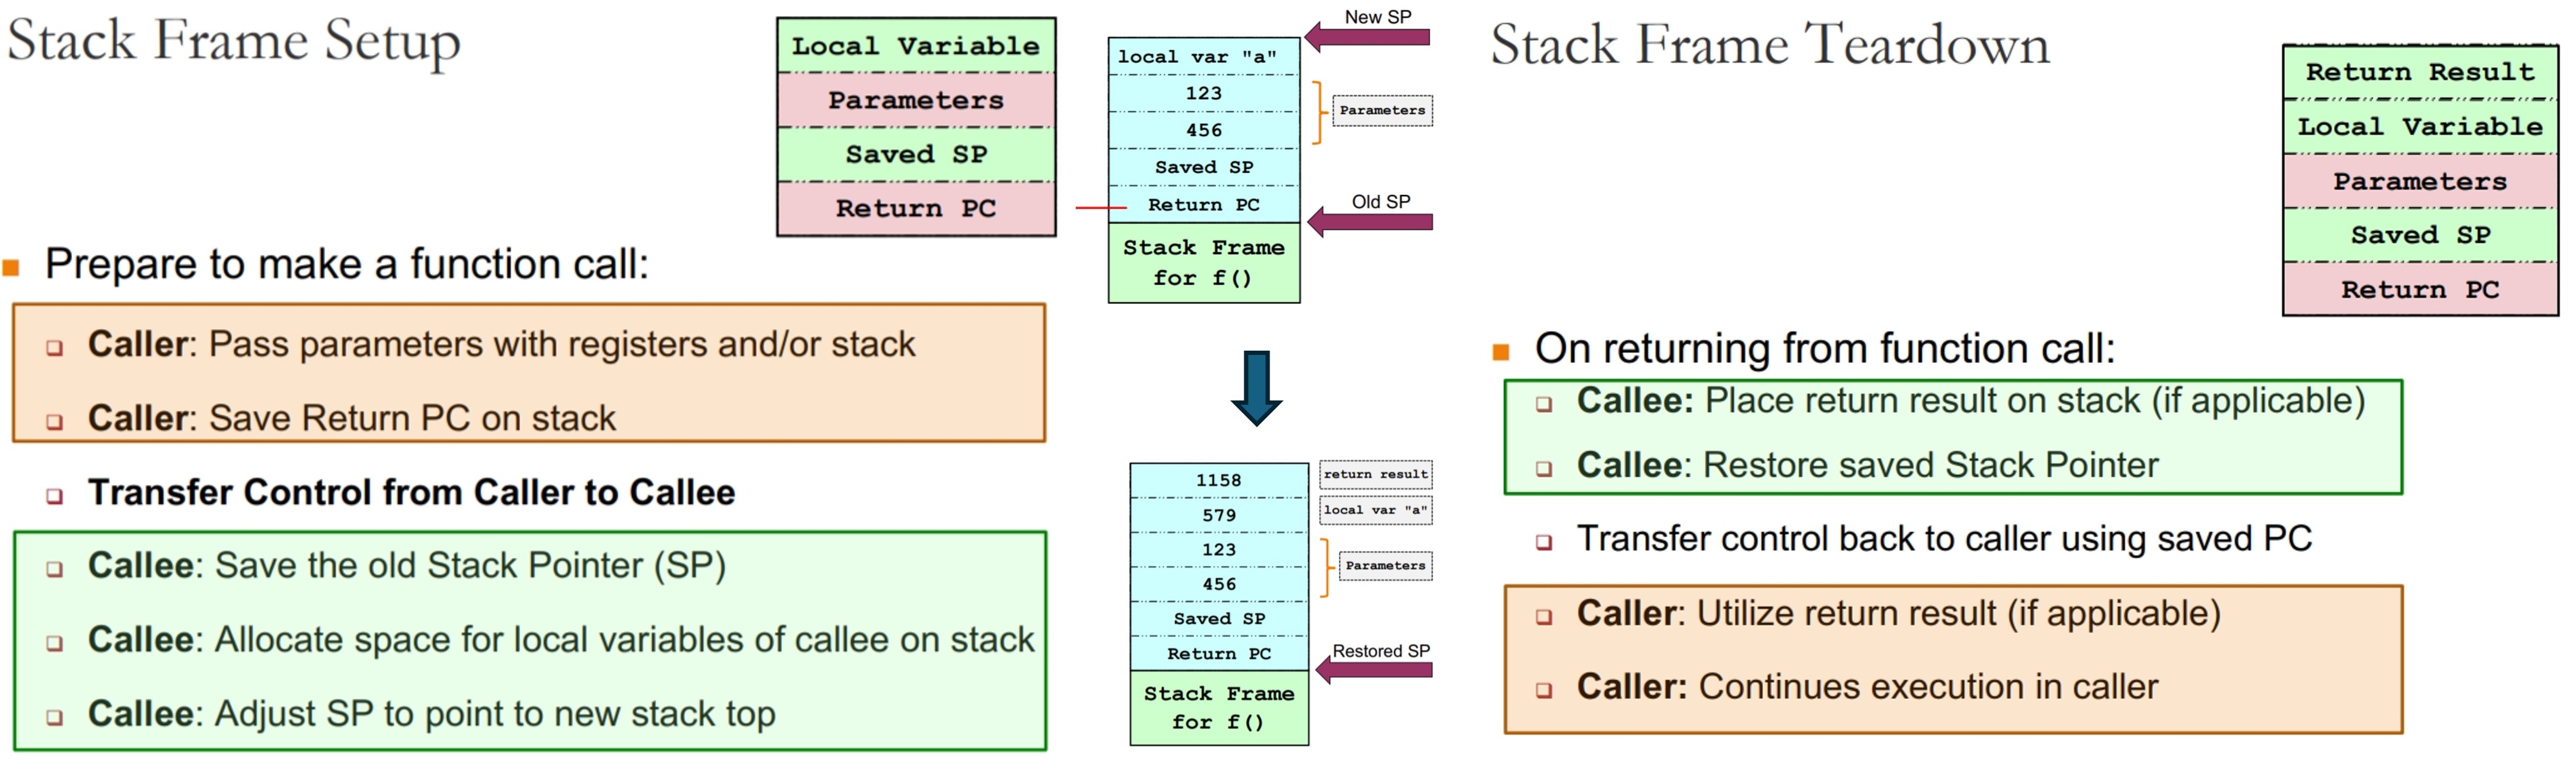 Stack Frame Setup
Local Variable
Parameters
Saved SP
Return PC
Prepare to make a function call:
Caller: Pass parameters with registers and/or stack
Caller: Save Return PC on stack
Transfer Control from Caller to Callee
Callee: Save the old Stack Pointer (SP)
Callee: Allocate space for local variables of callee on stack
Callee: Adjust SP to point to new stack top
New SP
local var "a"
123
456
Parameters
Saved SP
Return PC
Old SP
Stack Frame
for f()
1158
return result
579
local var "a"
123
456
Parameters
Saved SP
Return PC
Restored SP
Stack Frame
for f()
Stack Frame Teardown
Return Result
Local Variable
Parameters
Saved SP
Return PC
On returning from function call:
Callee: Place return result on stack (if applicable)
Callee: Restore saved Stack Pointer
Transfer control back to caller using saved PC
Caller: Utilize return result (if applicable)
Caller: Continues execution in caller